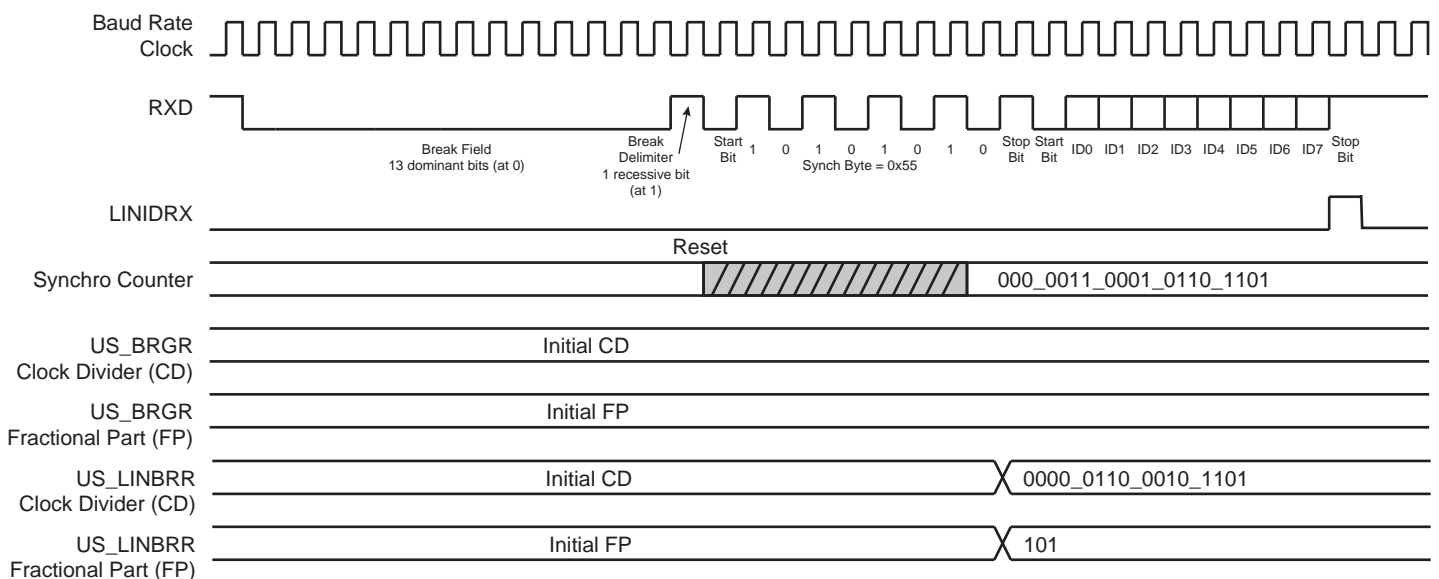 Baud Rate
Clock
RXD
Break Field
13 dominant bits (at 0)
Break
Delimiter
1 recessive bit
(at 1)
Start
Bit
1 0 1 0 1 0 1 0
Synch Byte = 0x55
Stop
Bit
Start
Bit
ID0 ID1 ID2 ID3 ID4 ID5 ID6 ID7
Stop
Bit
LINIDRX
Reset
Synchro Counter
000_0011_0001_0110_1101
US_BRGR
Clock Divider (CD)
Initial CD
US_BRGR
Fractional Part (FP)
Initial FP
US_LINBRR
Clock Divider (CD)
Initial CD
0000_0110_0010_1101
US_LINBRR
Fractional Part (FP)
Initial FP
101